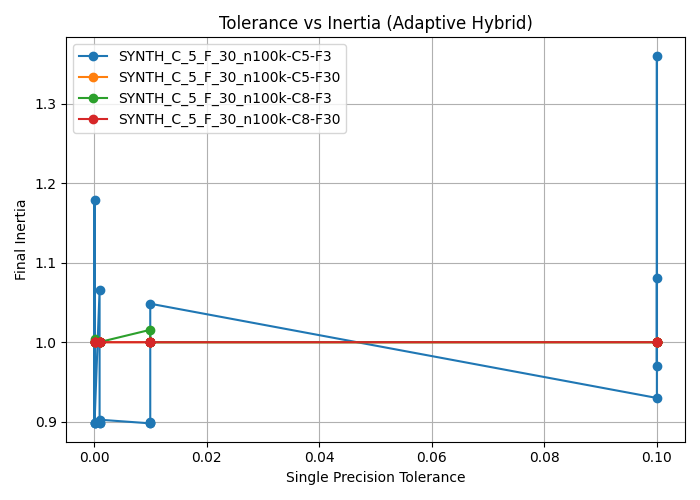 Tolerance vs Inertia (Adaptive Hybrid)
SYNTH_C_5_F_30_n100k-C5-F3
SYNTH_C_5_F_30_n100k-C5-F30
SYNTH_C_5_F_30_n100k-C8-F3
SYNTH_C_5_F_30_n100k-C8-F30
Final Inertia
1.3
1.2
1.1
1.0
0.9
0.00 0.02 0.04 0.06 0.08 0.10
Single Precision Tolerance